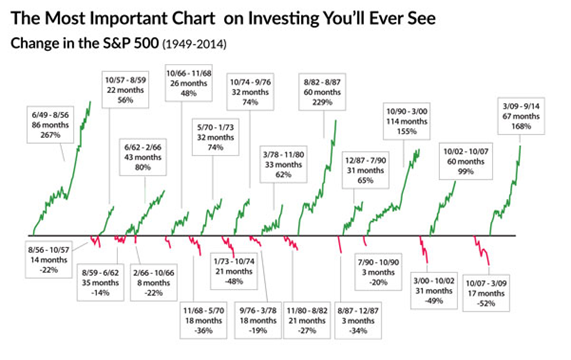 The Most Important Chart on Investing You'll Ever See
Change in the S&P 500 (1949-2014)
6/49 - 8/56
86 months
267%
10/57 - 8/59
22 months
56%
6/62 - 2/66
43 months
80%
10/66 - 11/68
26 months
48%
5/70 - 1/73
32 months
74%
10/74 - 9/76
32 months
74%
3/78 - 11/80
33 months
62%
8/82 - 8/87
60 months
229%
12/87 - 7/90
31 months
65%
10/90 - 3/00
114 months
155%
10/02 - 10/07
60 months
99%
3/09 - 9/14
67 months
168%
8/56 - 10/57
14 months
-22%
8/59 - 6/62
35 months
-14%
2/66 - 10/66
8 months
-22%
11/68 - 5/70
18 months
-36%
1/73 - 10/74
21 months
-48%
9/76 - 3/78
18 months
-19%
11/80 - 8/82
21 months
-27%
8/87 - 12/87
3 months
-34%
7/90 - 10/90
3 months
-20%
3/00 - 10/02
31 months
-49%
10/07 - 3/09
17 months
-52%